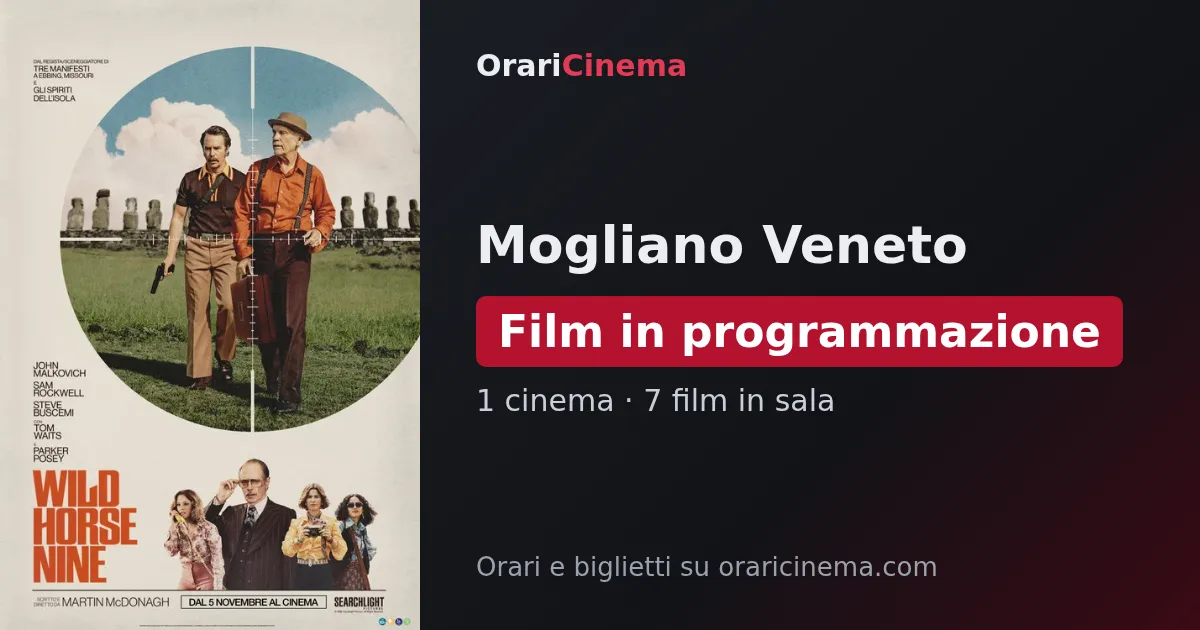 DAL REGISTA/SCENEGGIATORE DI
TRE MANIFESTI
A EBBING, MISSOURI
E
GLI SPIRITI
DELL'ISOLA
JOHN
MALKOVICH
SAM
ROCKWELL
STEVE
BUSCEMI
CON
TOM
WAITS
E
PARKER
POSEY
WILD
HORSE
NINE
SCRITTO E
DIRETTO DA MARTIN McDONAGH
DAL 5 NOVEMBRE AL CINEMA
SEARCHLIGHT
PICTURES
OrariCinema
Mogliano Veneto
Film in programmazione
1 cinema · 7 film in sala
Orari e biglietti su oraricinema.com